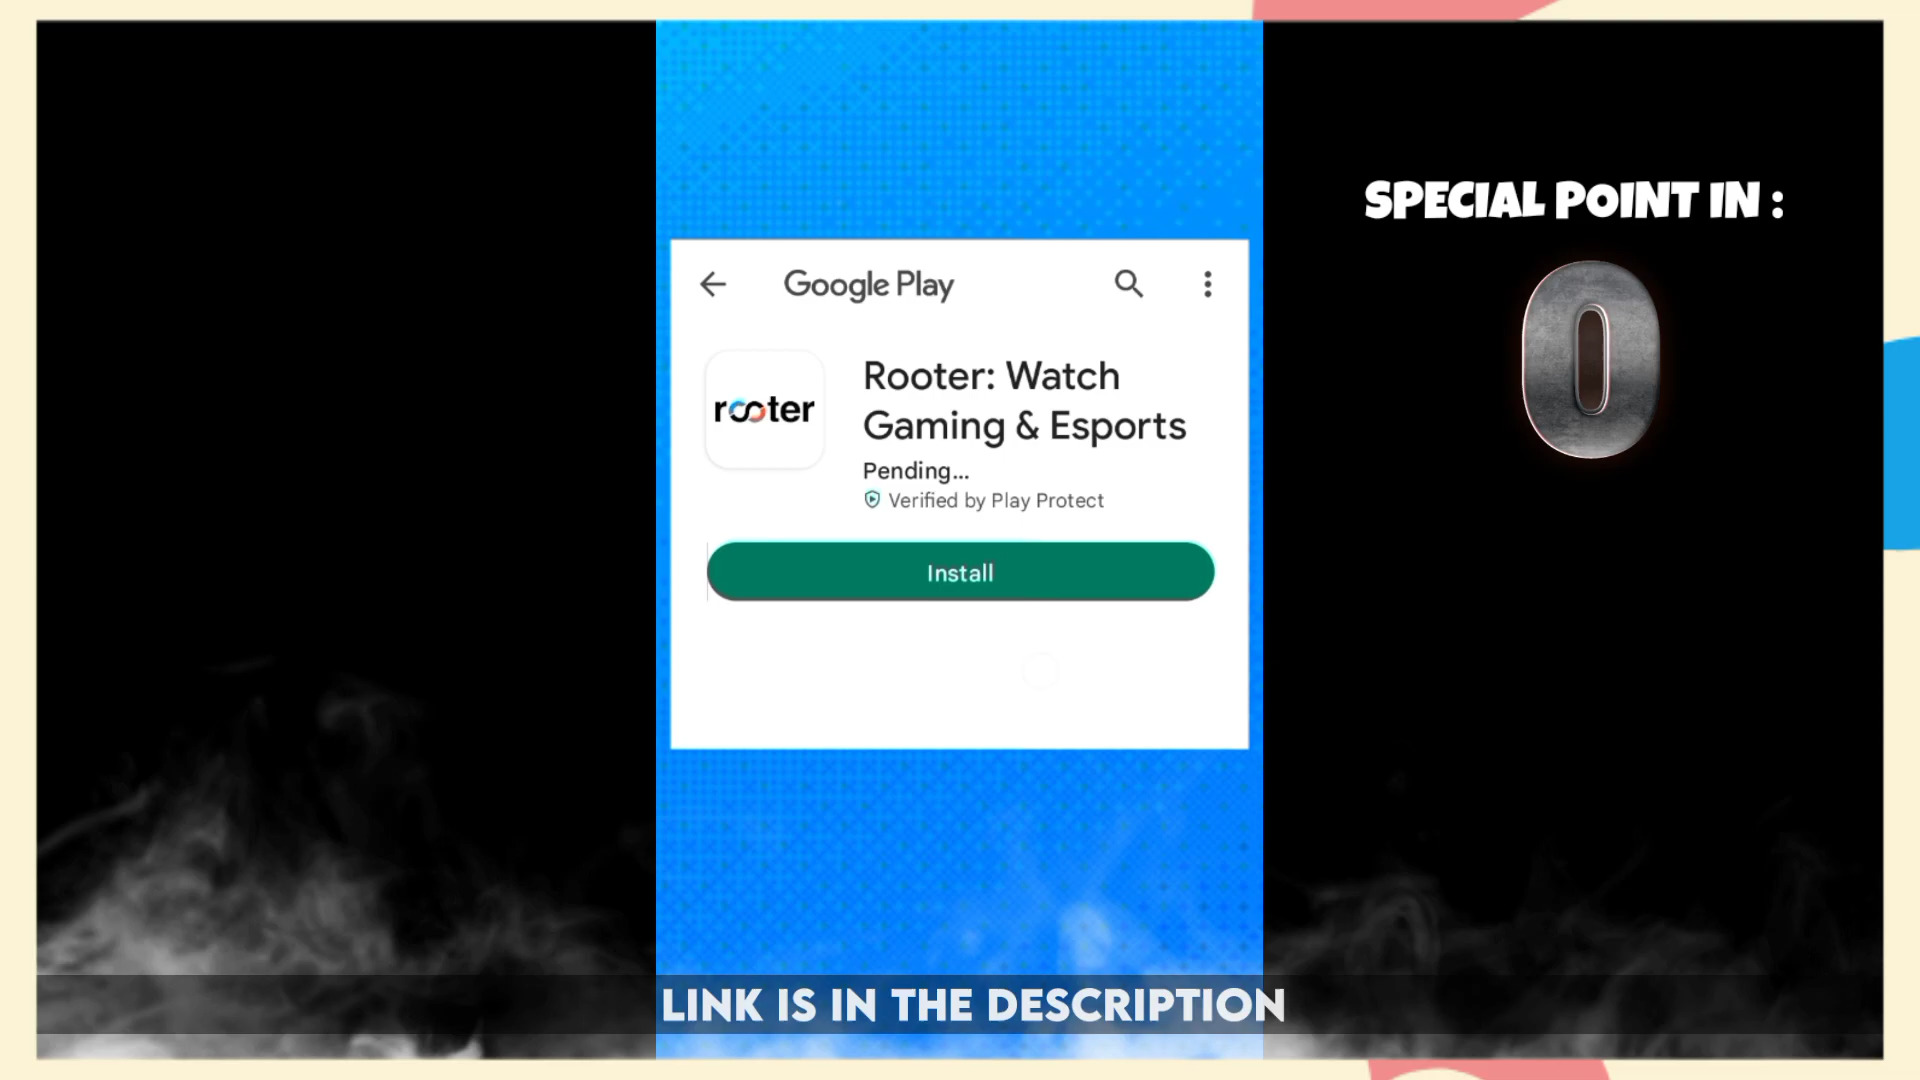 SPECIAL POINT IN :
0
Google Play
rooter
Rooter: Watch
Gaming & Esports
Pending...
Verified by Play Protect
Install
LINK IS IN THE DESCRIPTION